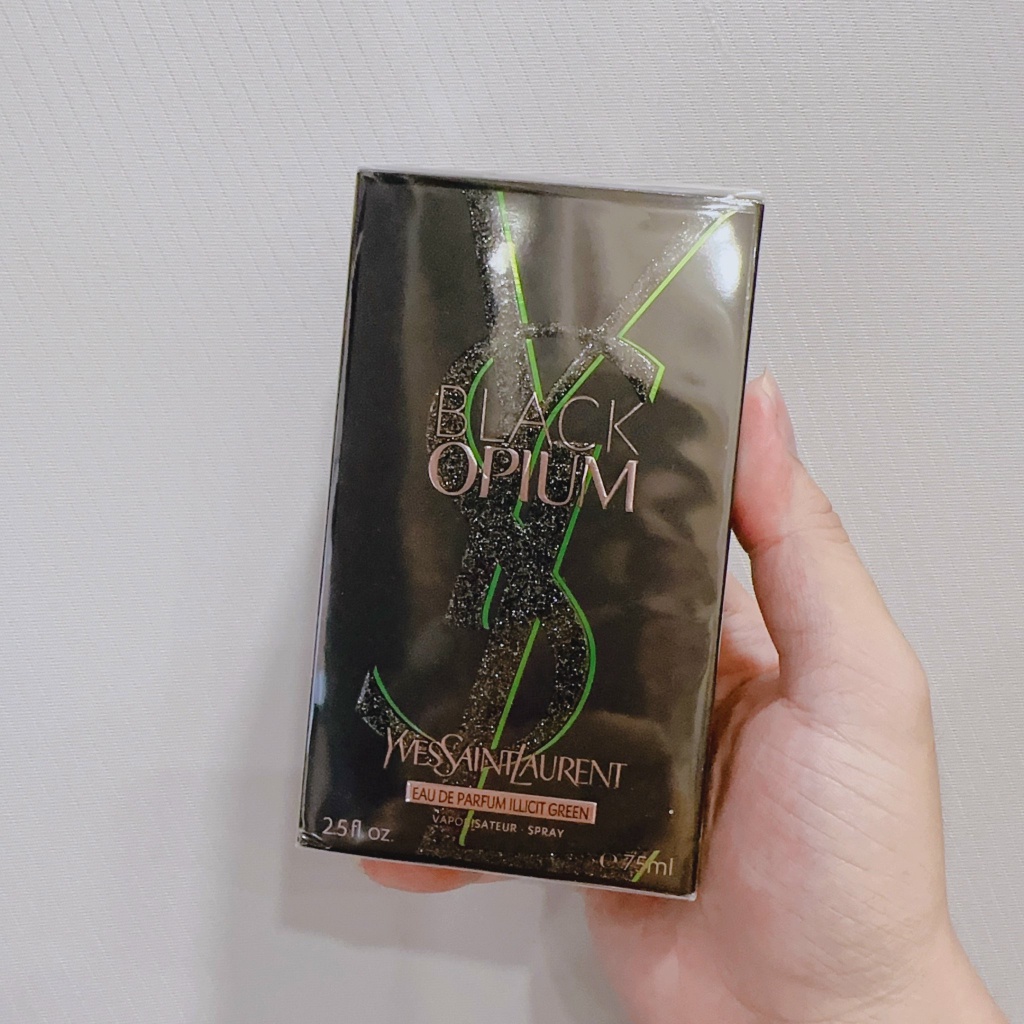 BLACK
OPIUM
YVESSAINTLAURENT
EAU DE PARFUM ILLICIT GREEN
VAPORISATEUR · SPRAY
2.5 fl oz.
℮ 75ml